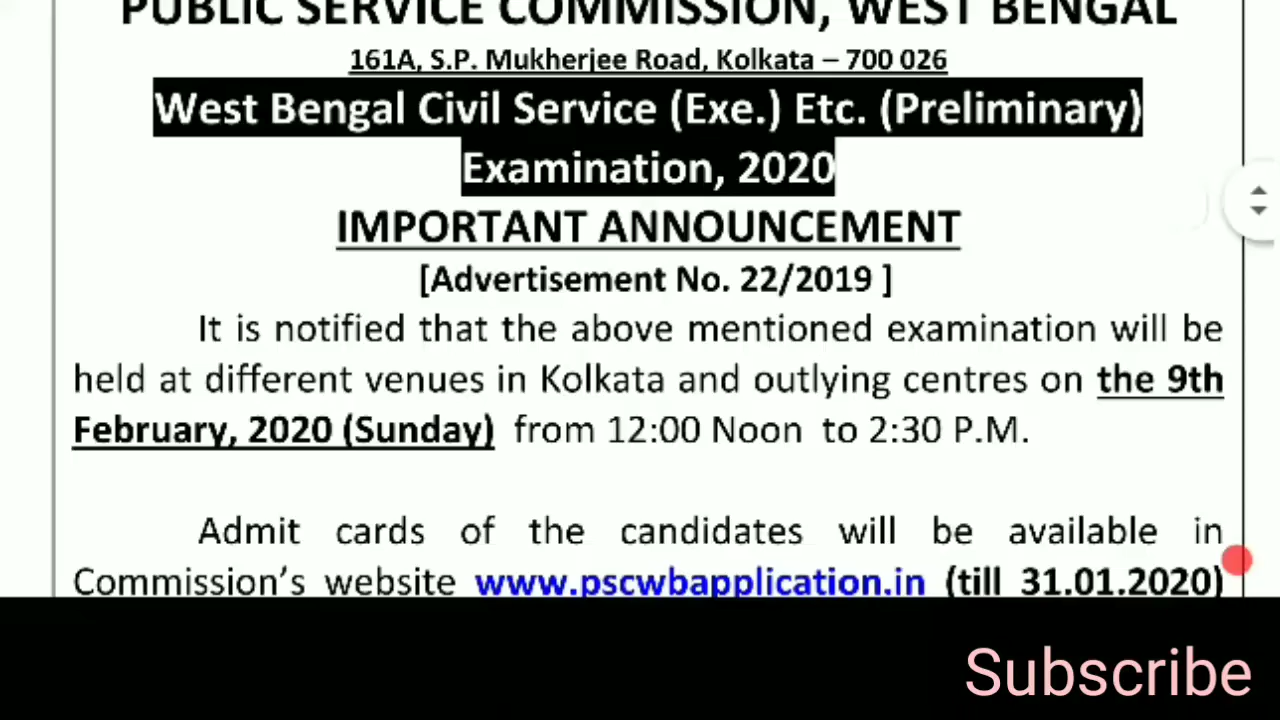 PUBLIC SERVICE COMMISSION, WEST BENGAL
161A, S.P. Mukherjee Road, Kolkata – 700 026
West Bengal Civil Service (Exe.) Etc. (Preliminary)
Examination, 2020
IMPORTANT ANNOUNCEMENT
[Advertisement No. 22/2019 ]
It is notified that the above mentioned examination will be
held at different venues in Kolkata and outlying centres on the 9th
February, 2020 (Sunday) from 12:00 Noon to 2:30 P.M.
Admit cards of the candidates will be available in
Commission's website www.pscwbapplication.in (till 31.01.2020)
Subscribe